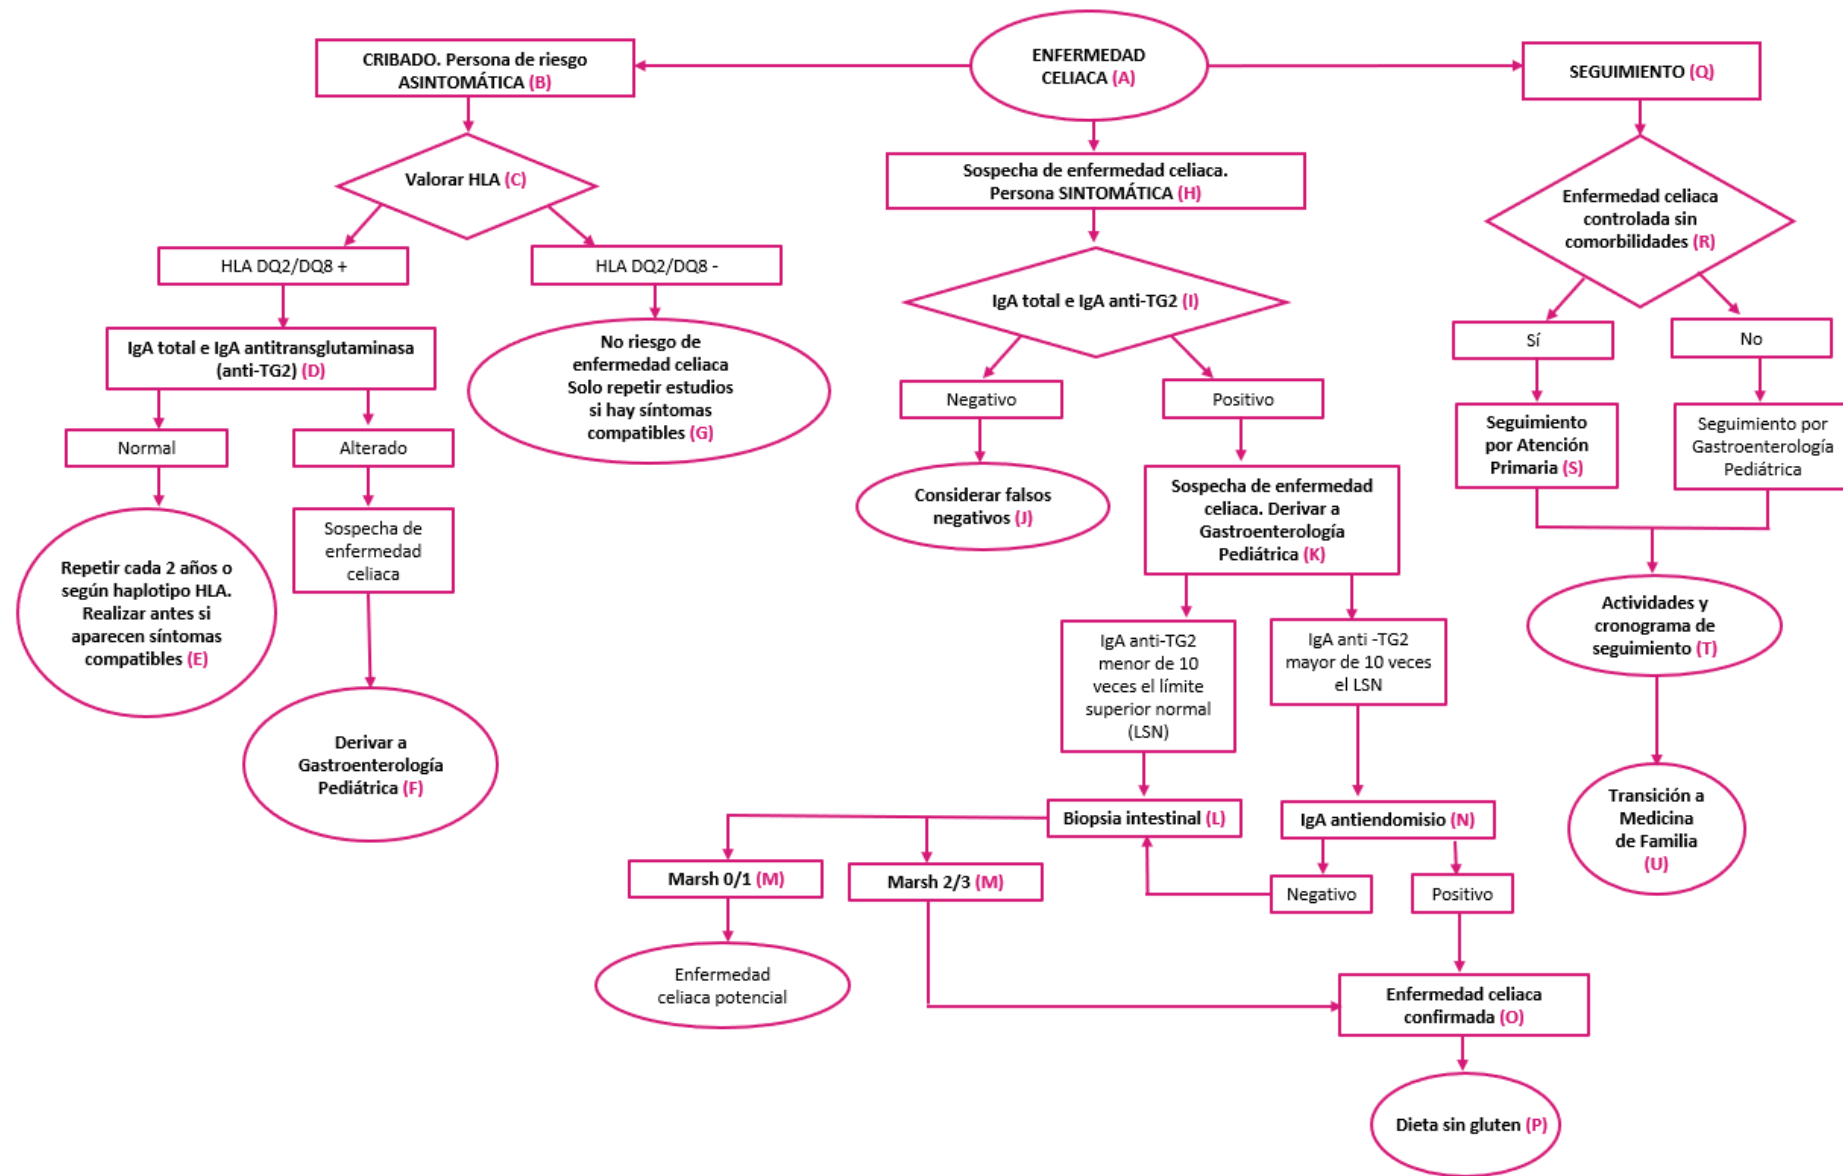 ENFERMEDAD
CELIACA (A)
CRIBADO. Persona de riesgo
ASINTOMÁTICA (B)
Valorar HLA (C)
HLA DQ2/DQ8 +
HLA DQ2/DQ8 -
IgA total e IgA antitransglutaminasa
(anti-TG2) (D)
No riesgo de
enfermedad celiaca
Solo repetir estudios
si hay síntomas
compatibles (G)
Normal
Alterado
Repetir cada 2 años o
según haplotipo HLA.
Realizar antes si
aparecen síntomas
compatibles (E)
Sospecha de
enfermedad
celiaca
Derivar a
Gastroenterología
Pediátrica (F)
Sospecha de enfermedad celiaca.
Persona SINTOMÁTICA (H)
IgA total e IgA anti-TG2 (I)
Negativo
Positivo
Considerar falsos
negativos (J)
Sospecha de enfermedad
celiaca. Derivar a
Gastroenterología
Pediátrica (K)
IgA anti-TG2
menor de 10
veces el límite
superior normal
(LSN)
IgA anti -TG2
mayor de 10 veces
el LSN
Biopsia intestinal (L)
IgA antiendomisio (N)
Marsh 0/1 (M)
Marsh 2/3 (M)
Negativo
Positivo
Enfermedad
celiaca potencial
Enfermedad celiaca
confirmada (O)
Dieta sin gluten (P)
SEGUIMIENTO (Q)
Enfermedad celiaca
controlada sin
comorbilidades (R)
Sí
No
Seguimiento
por Atención
Primaria (S)
Seguimiento por
Gastroenterología
Pediátrica
Actividades y
cronograma de
seguimiento (T)
Transición a
Medicina
de Familia
(U)